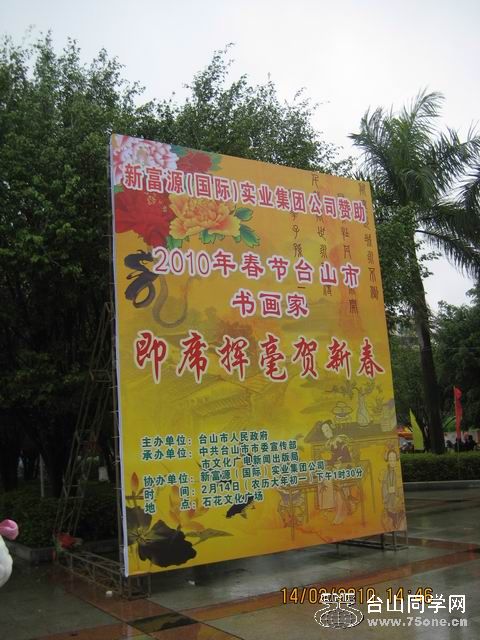 新富源(国际)实业集团公司赞助
2010年春节台山市
书画家
即席挥毫贺新春
主办单位：台山市人民政府
承办单位：中共台山市市委宣传部
市文化广电新闻出版局
协办单位：新富源（国际）实业集团公司
时　间：2月14日（农历大年初一）下午1时30分
地　点：石花文化广场
14/02/2010 14:46
台山同学网
www.75one.cn